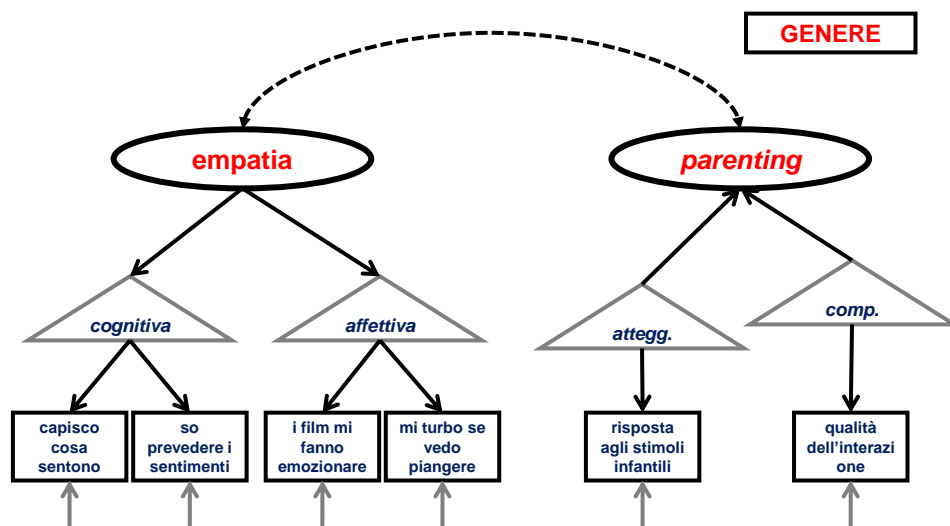 GENERE
empatia
parenting
cognitiva
affettiva
attegg.
comp.
capisco
cosa
sentono
so
prevedere i
sentimenti
i film mi
fanno
emozionare
mi turbo se
vedo
piangere
risposta
agli stimoli
infantili
qualità
dell'interazi
one